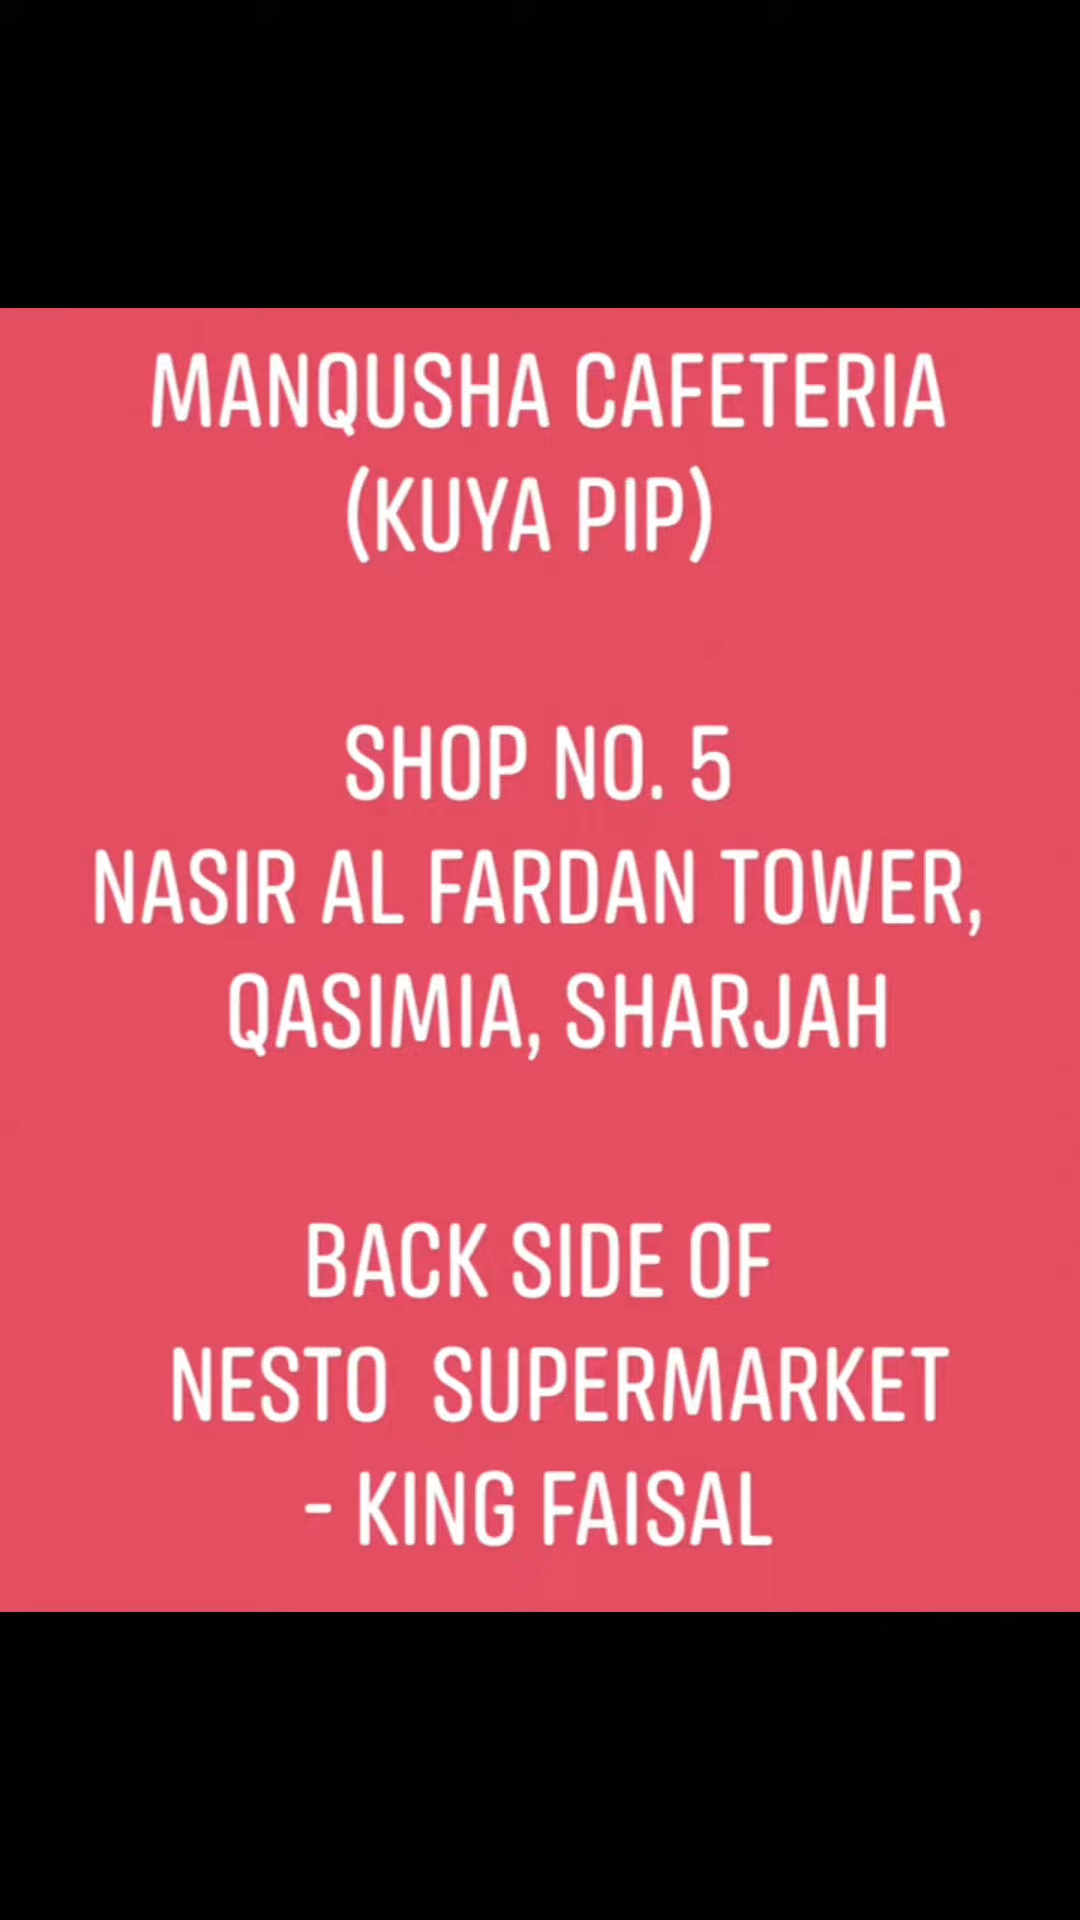 MANQUSHA CAFETERIA
(KUYA PIP)
SHOP NO. 5
NASIR AL FARDAN TOWER,
QASIMIA, SHARJAH
BACK SIDE OF
NESTO SUPERMARKET
- KING FAISAL